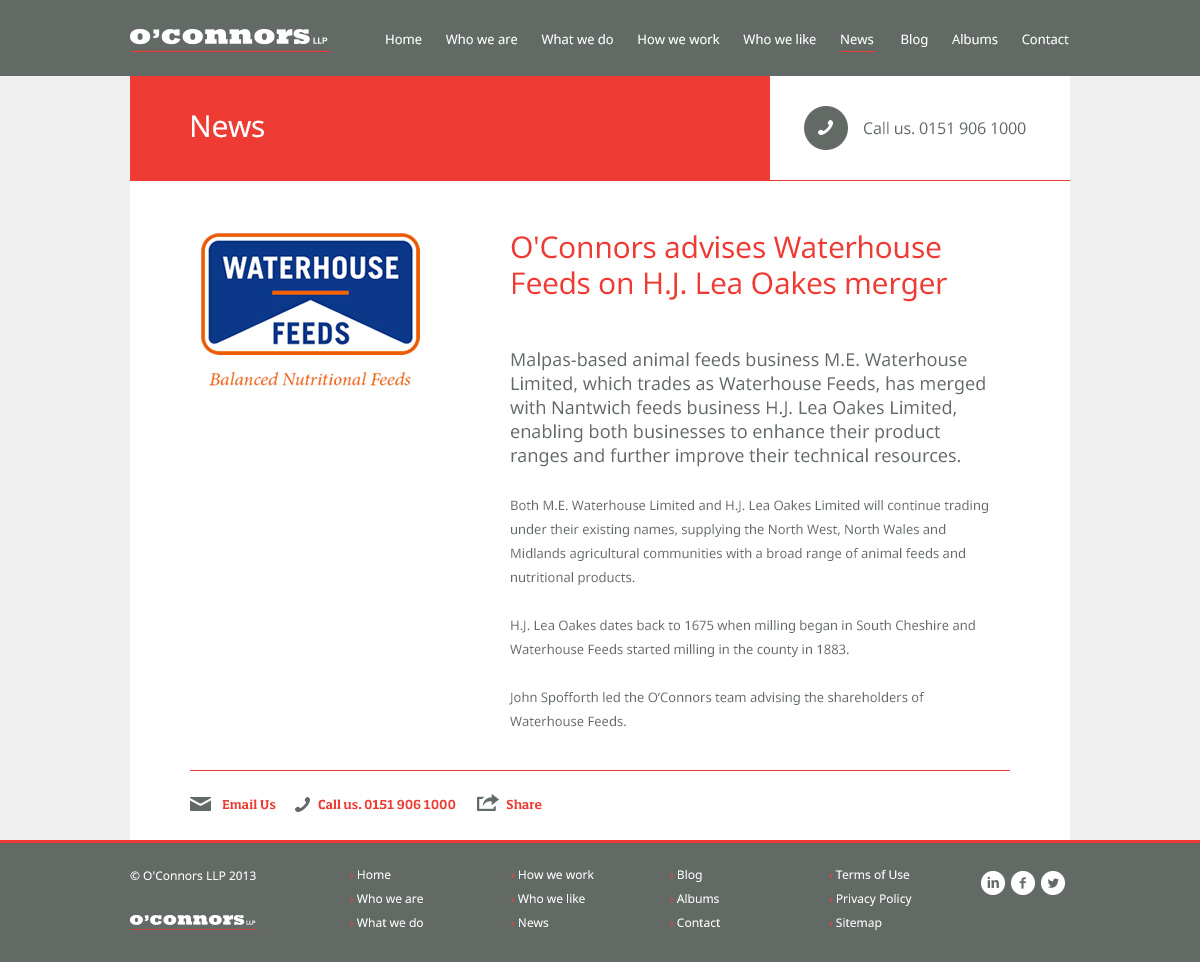 o'connors LLP
Home Who we are What we do How we work Who we like News Blog Albums Contact
News
Call us. 0151 906 1000
WATERHOUSE
FEEDS
Balanced Nutritional Feeds
O'Connors advises Waterhouse
Feeds on H.J. Lea Oakes merger
Malpas-based animal feeds business M.E. Waterhouse
Limited, which trades as Waterhouse Feeds, has merged
with Nantwich feeds business H.J. Lea Oakes Limited,
enabling both businesses to enhance their product
ranges and further improve their technical resources.
Both M.E. Waterhouse Limited and H.J. Lea Oakes Limited will continue trading
under their existing names, supplying the North West, North Wales and
Midlands agricultural communities with a broad range of animal feeds and
nutritional products.
H.J. Lea Oakes dates back to 1675 when milling began in South Cheshire and
Waterhouse Feeds started milling in the county in 1883.
John Spofforth led the O’Connors team advising the shareholders of
Waterhouse Feeds.
Email Us Call us. 0151 906 1000 Share
© O'Connors LLP 2013
o'connors LLP
› Home
› Who we are
› What we do
› How we work
› Who we like
› News
› Blog
› Albums
› Contact
› Terms of Use
› Privacy Policy
› Sitemap
in f